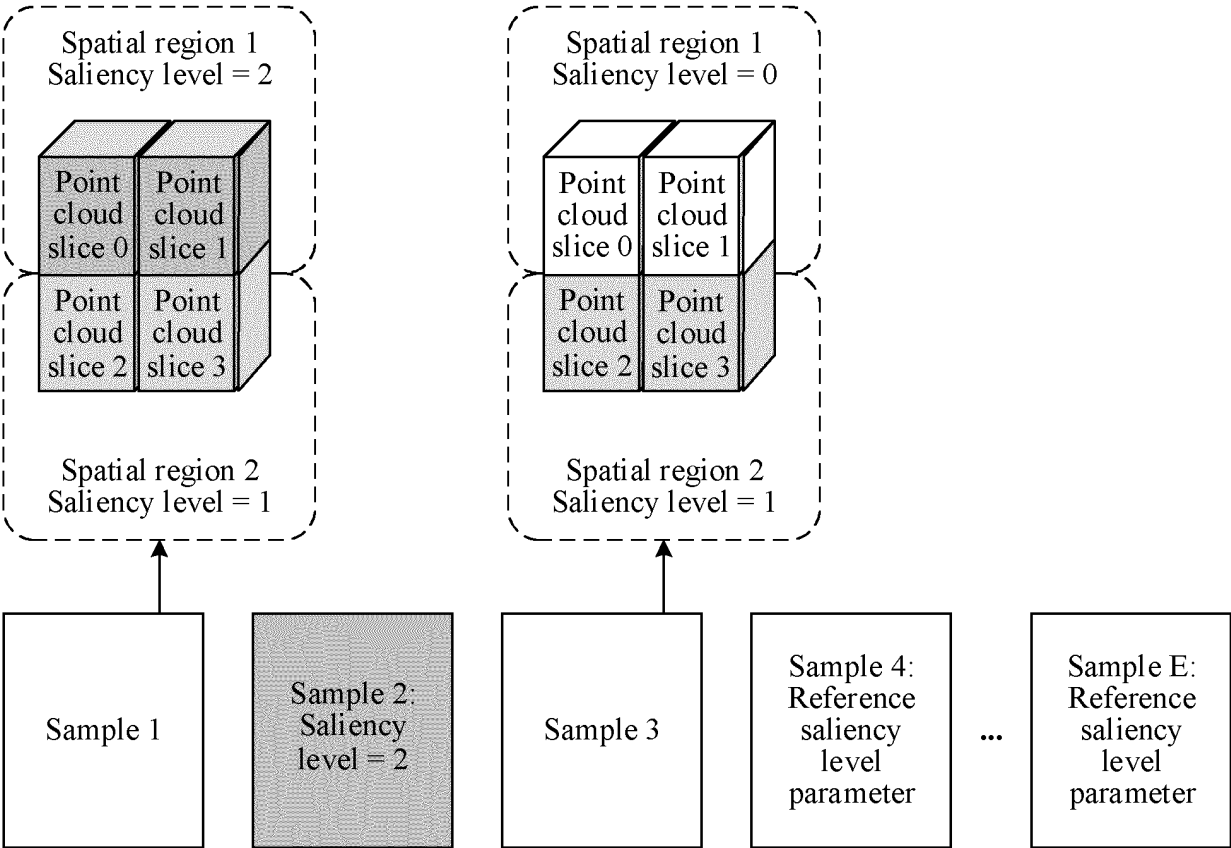 Spatial region 1
Saliency level = 2
Point
cloud
slice 0
Point
cloud
slice 1
Point
cloud
slice 2
Point
cloud
slice 3
Spatial region 2
Saliency level = 1
Spatial region 1
Saliency level = 0
Point
cloud
slice 0
Point
cloud
slice 1
Point
cloud
slice 2
Point
cloud
slice 3
Spatial region 2
Saliency level = 1
Sample 1
Sample 2:
Saliency
level = 2
Sample 3
Sample 4:
Reference
saliency
level
parameter
...
Sample E:
Reference
saliency
level
parameter